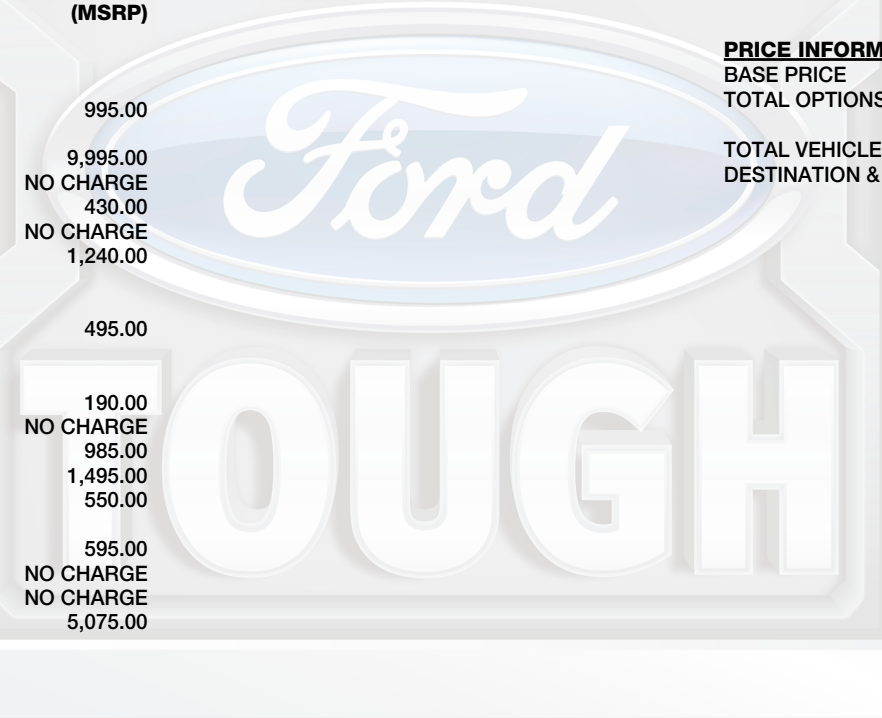 (MSRP)
995.00
9,995.00
NO CHARGE
430.00
NO CHARGE
1,240.00
495.00
190.00
NO CHARGE
985.00
1,495.00
550.00
595.00
NO CHARGE
NO CHARGE
5,075.00
PRICE INFORM
BASE PRICE
TOTAL OPTIONS
TOTAL VEHICLE
DESTINATION &
Ford
TOUGH